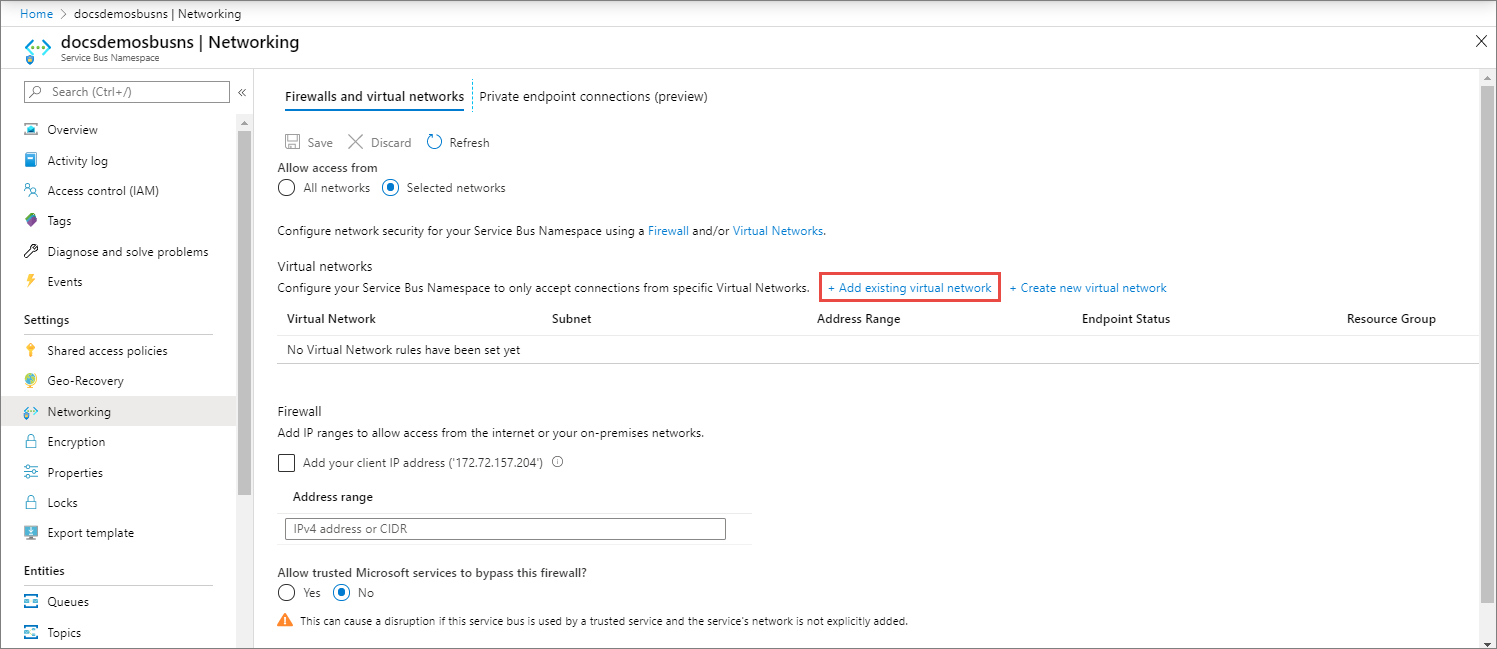 Home > docsdemosbusns | Networking
docsdemosbusns | Networking
Service Bus Namespace
Search (Ctrl+/)
«
Overview
Activity log
Access control (IAM)
Tags
Diagnose and solve problems
Events
Settings
Shared access policies
Geo-Recovery
Networking
Encryption
Properties
Locks
Export template
Entities
Queues
Topics
Firewalls and virtual networks Private endpoint connections (preview)
Save Discard Refresh
Allow access from
All networks Selected networks
Configure network security for your Service Bus Namespace using a Firewall and/or Virtual Networks.
Virtual networks
Configure your Service Bus Namespace to only accept connections from specific Virtual Networks. + Add existing virtual network + Create new virtual network
Virtual Network Subnet Address Range Endpoint Status Resource Group
No Virtual Network rules have been set yet
Firewall
Add IP ranges to allow access from the internet or your on-premises networks.
Add your client IP address ('172.72.157.204')
Address range
IPv4 address or CIDR
Allow trusted Microsoft services to bypass this firewall?
Yes No
This can cause a disruption if this service bus is used by a trusted service and the service's network is not explicitly added.